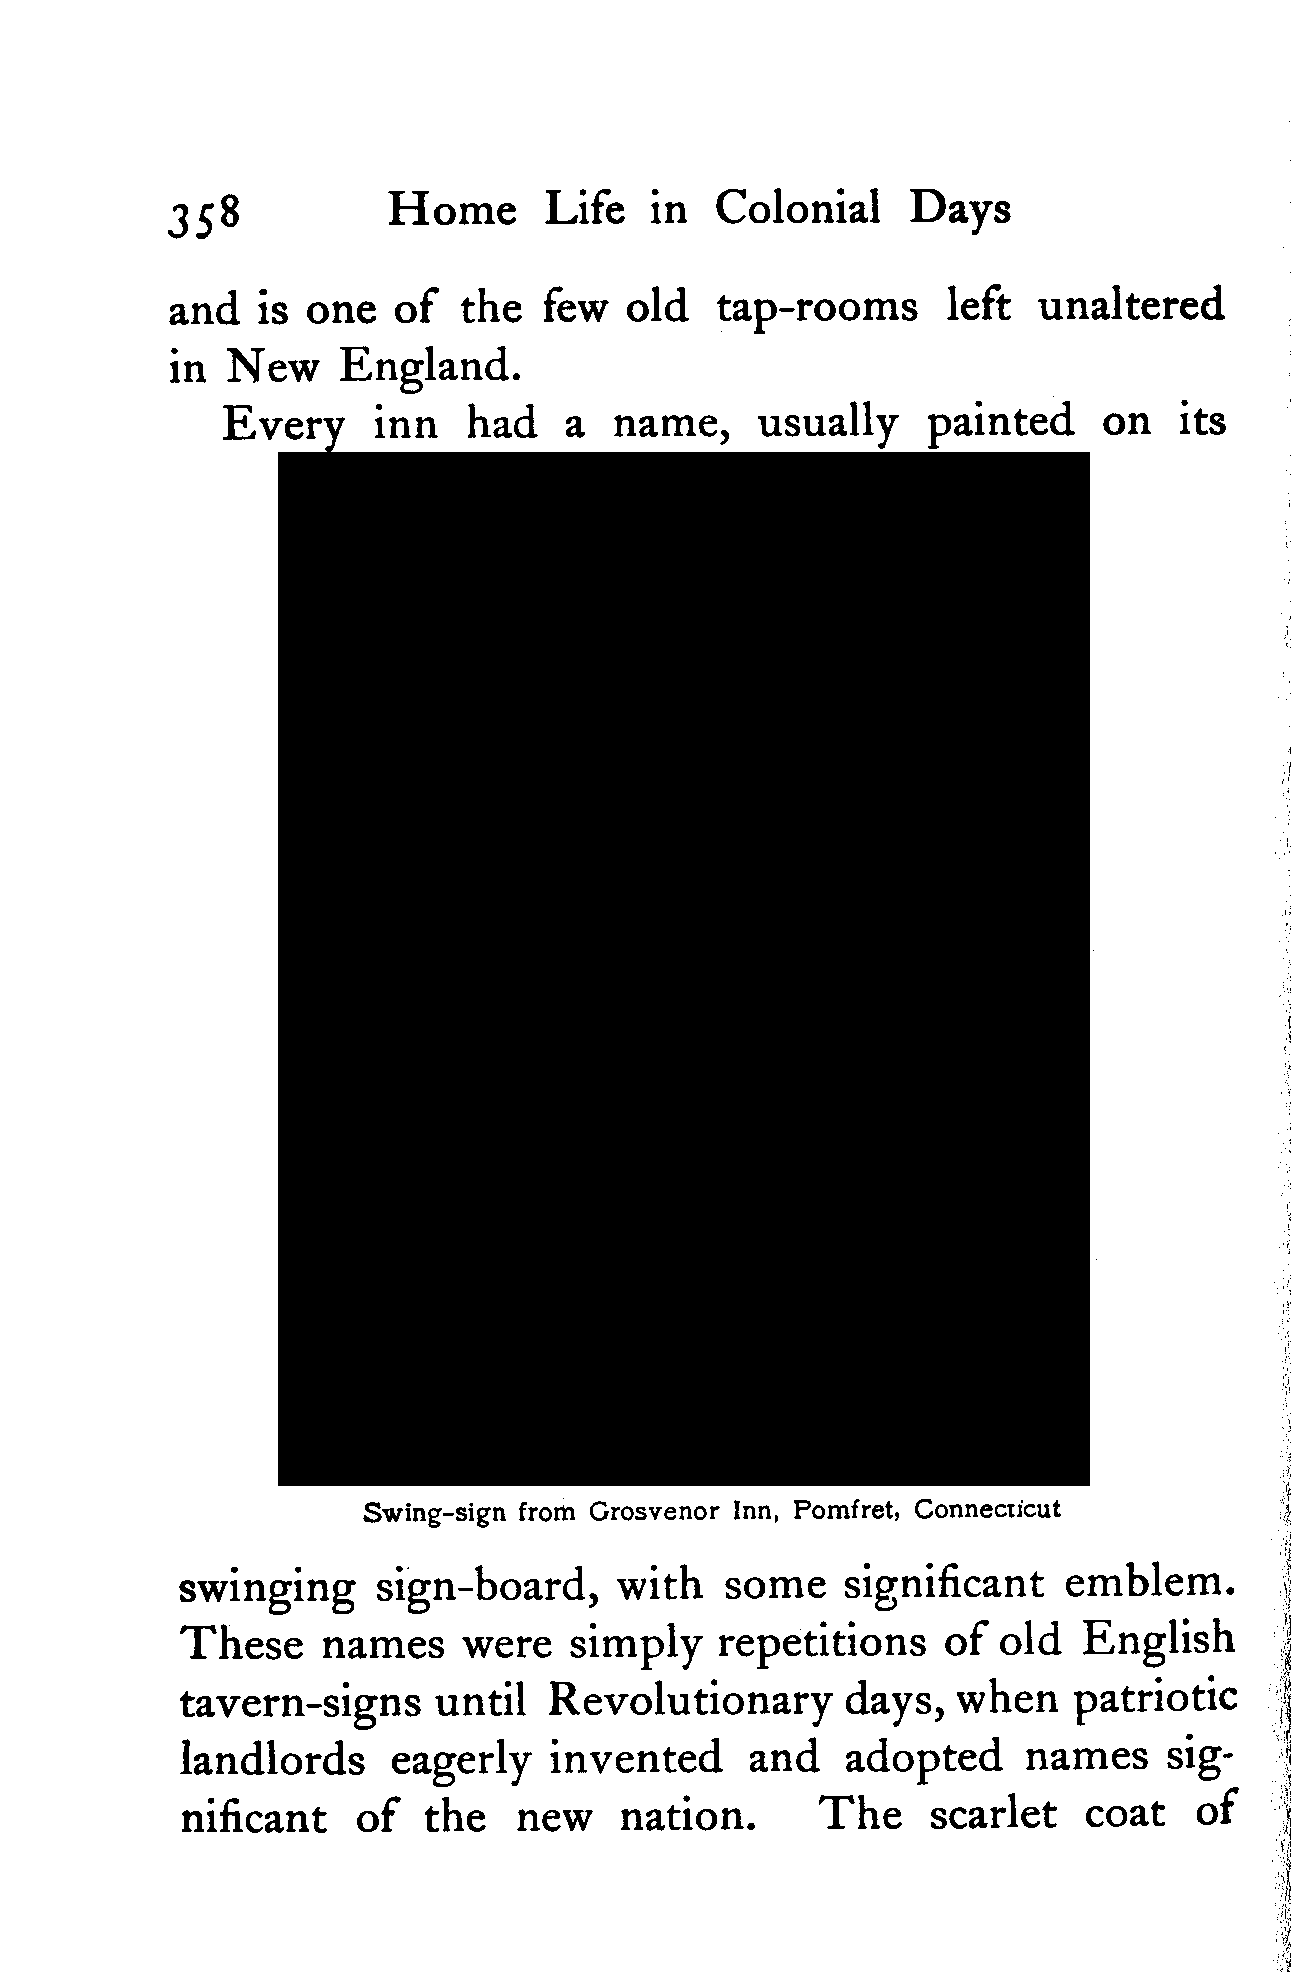 358 Home Life in Colonial Days
and is one of the few old tap-rooms left unaltered
in New England.
Every inn had a name, usually painted on its
Swing-sign from Grosvenor Inn, Pomfret, Connecticut
swinging sign-board, with some significant emblem.
These names were simply repetitions of old English
tavern-signs until Revolutionary days, when patriotic
landlords eagerly invented and adopted names sig-
nificant of the new nation. The scarlet coat of